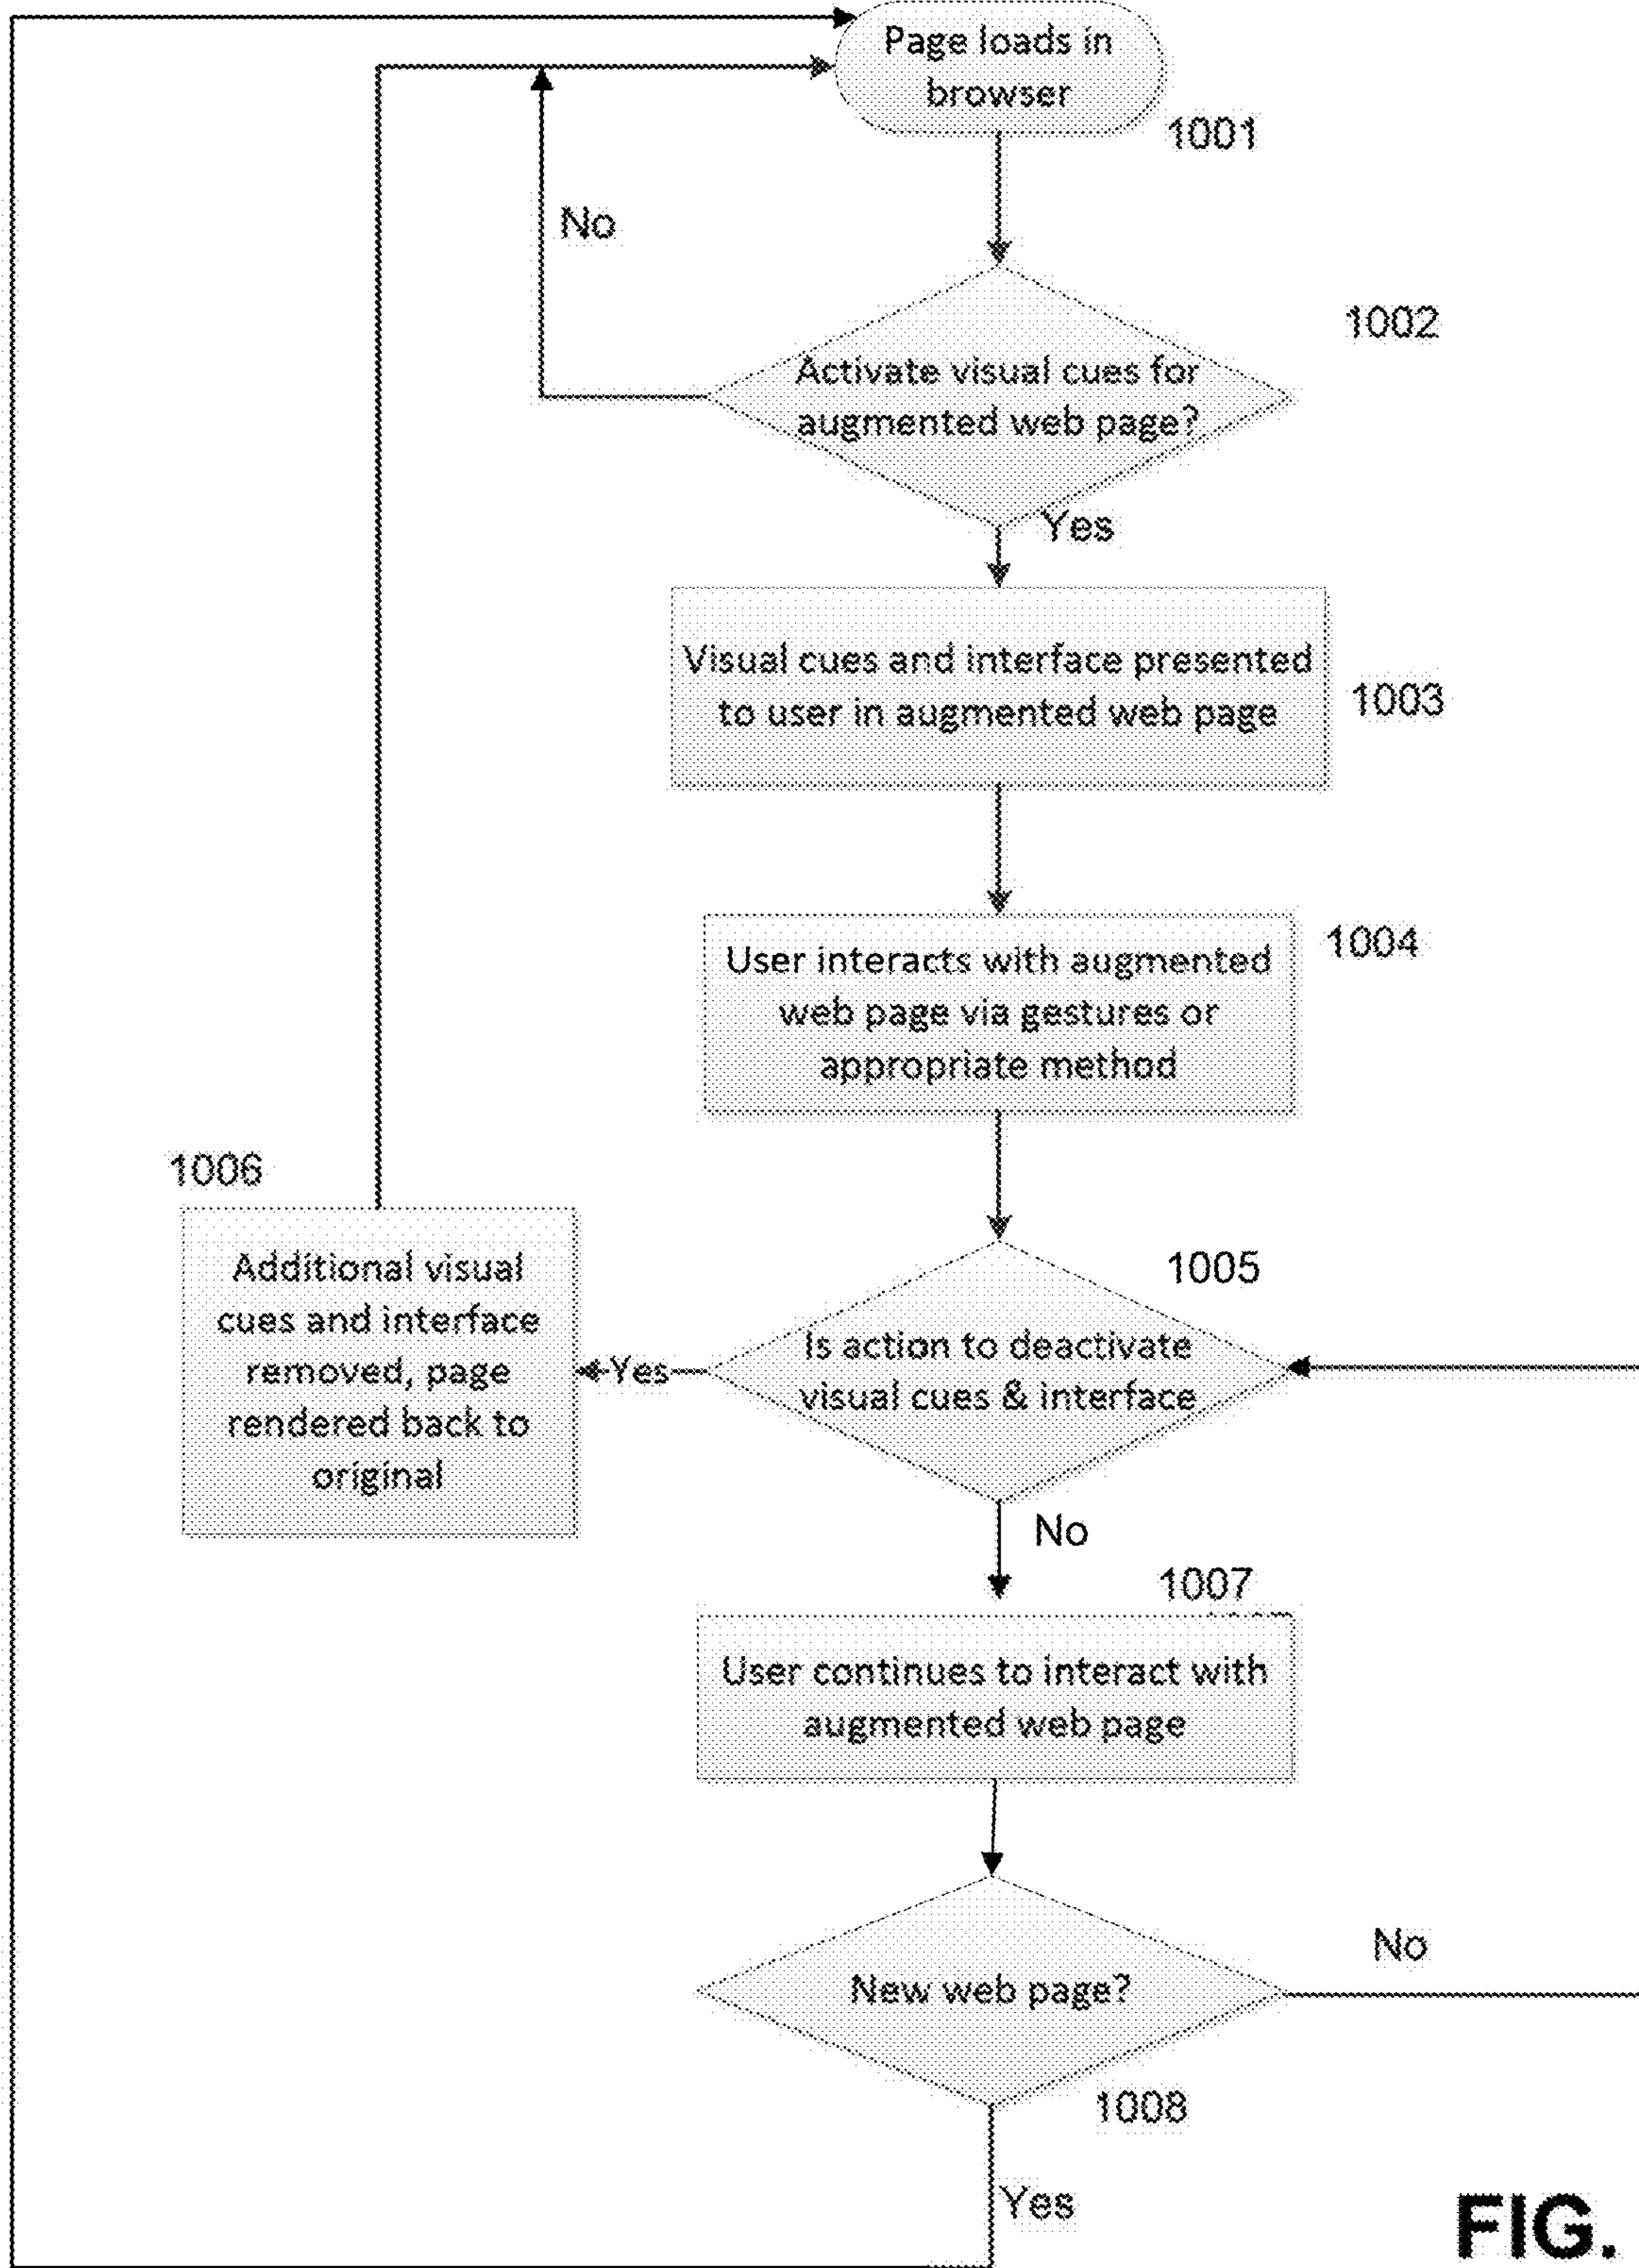 Page loads in
browser
1001
No
1002
Activate visual cues for
augmented web page?
Yes
Visual cues and interface presented
to user in augmented web page
1003
1004
User interacts with augmented
web page via gestures or
appropriate method
1006
1005
Additional visual
cues and interface
removed, page
rendered back to
original
Is action to deactivate
visual cues & interface
Yes
No
1007
User continues to interact with
augmented web page
No
New web page?
1008
Yes
FIG.